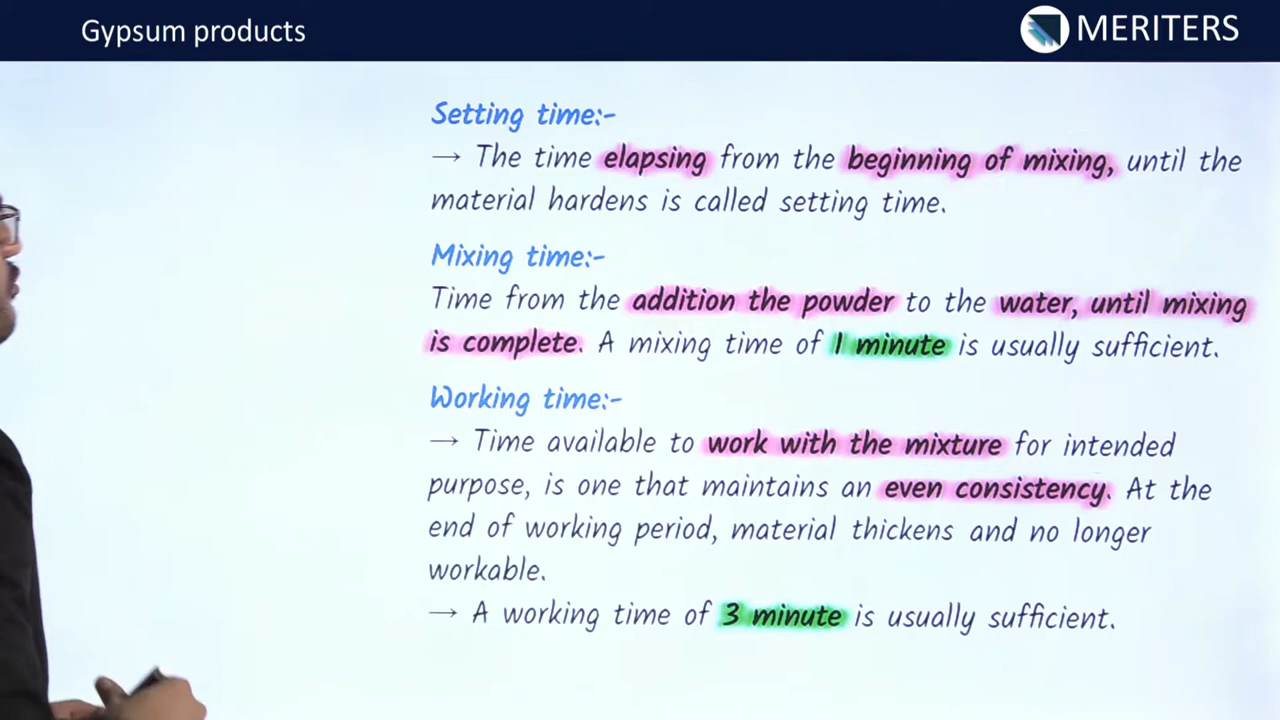 Gypsum products
MERITERS
Setting time:-
→ The time elapsing from the beginning of mixing, until the
material hardens is called setting time.
Mixing time:-
Time from the addition the powder to the water, until mixing
is complete. A mixing time of 1 minute is usually sufficient.
Working time:-
→ Time available to work with the mixture for intended
purpose, is one that maintains an even consistency. At the
end of working period, material thickens and no longer
workable.
→ A working time of 3 minute is usually sufficient.